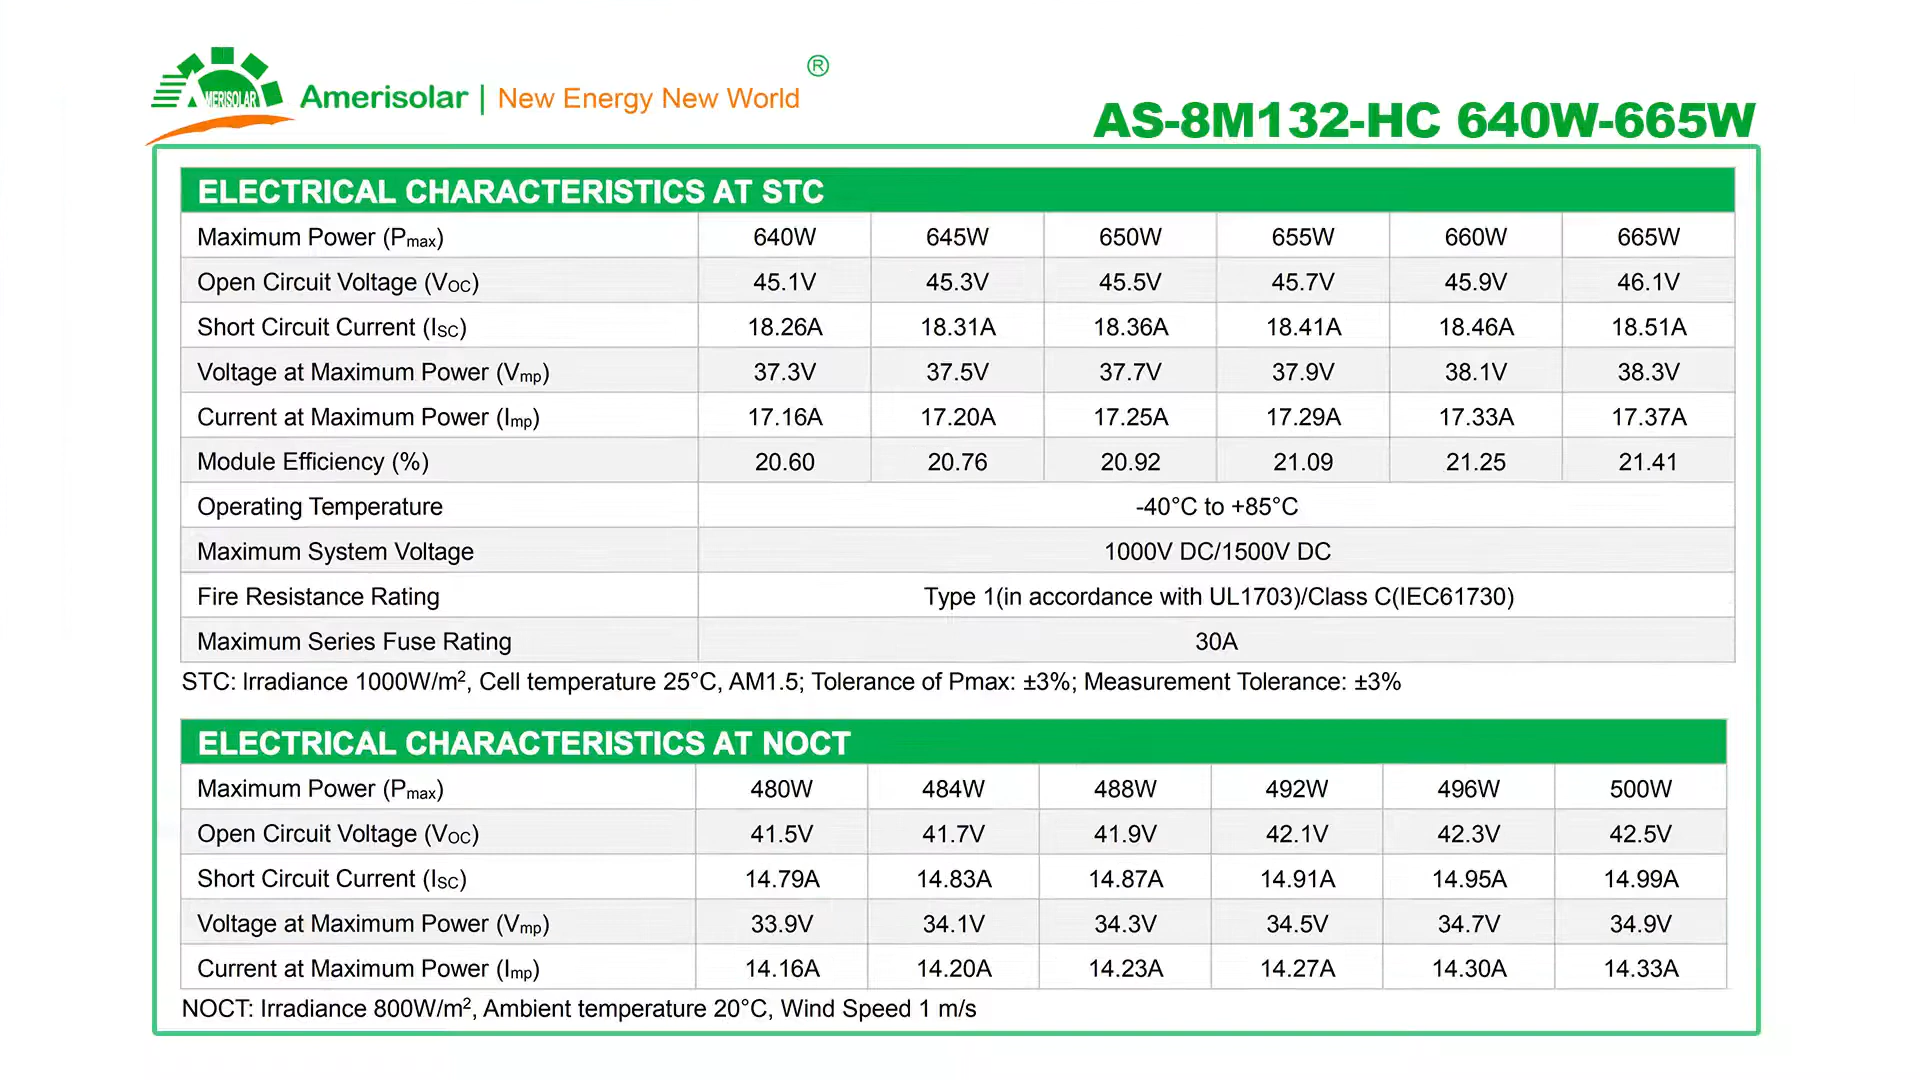 AMERISOLAR
Amerisolar | New Energy New World ®
AS-8M132-HC 640W-665W
ELECTRICAL CHARACTERISTICS AT STC
Maximum Power (Pmax) 640W 645W 650W 655W 660W 665W
Open Circuit Voltage (VOC) 45.1V 45.3V 45.5V 45.7V 45.9V 46.1V
Short Circuit Current (ISC) 18.26A 18.31A 18.36A 18.41A 18.46A 18.51A
Voltage at Maximum Power (Vmp) 37.3V 37.5V 37.7V 37.9V 38.1V 38.3V
Current at Maximum Power (Imp) 17.16A 17.20A 17.25A 17.29A 17.33A 17.37A
Module Efficiency (%) 20.60 20.76 20.92 21.09 21.25 21.41
Operating Temperature -40°C to +85°C
Maximum System Voltage 1000V DC/1500V DC
Fire Resistance Rating Type 1(in accordance with UL1703)/Class C(IEC61730)
Maximum Series Fuse Rating 30A
STC: Irradiance 1000W/m², Cell temperature 25°C, AM1.5; Tolerance of Pmax: ±3%; Measurement Tolerance: ±3%
ELECTRICAL CHARACTERISTICS AT NOCT
Maximum Power (Pmax) 480W 484W 488W 492W 496W 500W
Open Circuit Voltage (VOC) 41.5V 41.7V 41.9V 42.1V 42.3V 42.5V
Short Circuit Current (ISC) 14.79A 14.83A 14.87A 14.91A 14.95A 14.99A
Voltage at Maximum Power (Vmp) 33.9V 34.1V 34.3V 34.5V 34.7V 34.9V
Current at Maximum Power (Imp) 14.16A 14.20A 14.23A 14.27A 14.30A 14.33A
NOCT: Irradiance 800W/m², Ambient temperature 20°C, Wind Speed 1 m/s